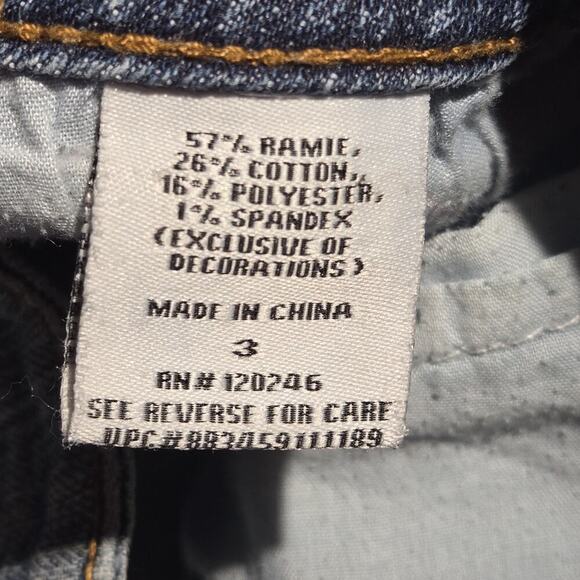 57% RAMIE,
26% COTTON,
16% POLYESTER,
1% SPANDEX
(EXCLUSIVE OF
DECORATIONS)
MADE IN CHINA
3
RN# 120246
SEE REVERSE FOR CARE
UPC#883459111189